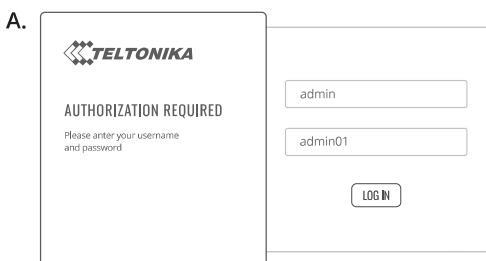 A.
TELTONIKA
AUTHORIZATION REQUIRED
Please anter your username
and password
admin
admin01
LOG IN